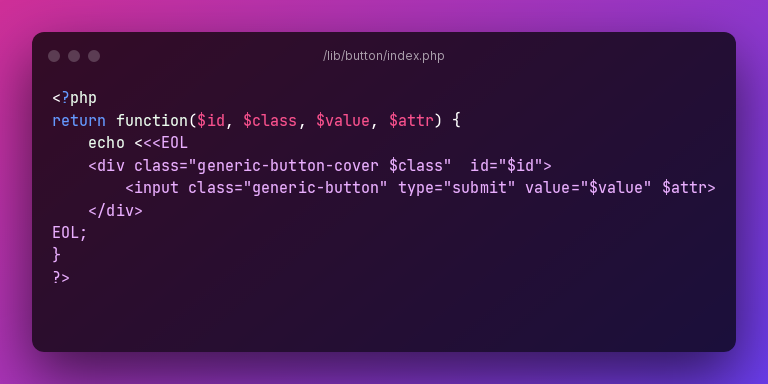 /lib/button/index.php
<?php
return function($id, $class, $value, $attr) {
    echo <<<EOL
    <div class="generic-button-cover $class"  id="$id">
        <input class="generic-button" type="submit" value="$value" $attr>
    </div>
EOL;
}
?>